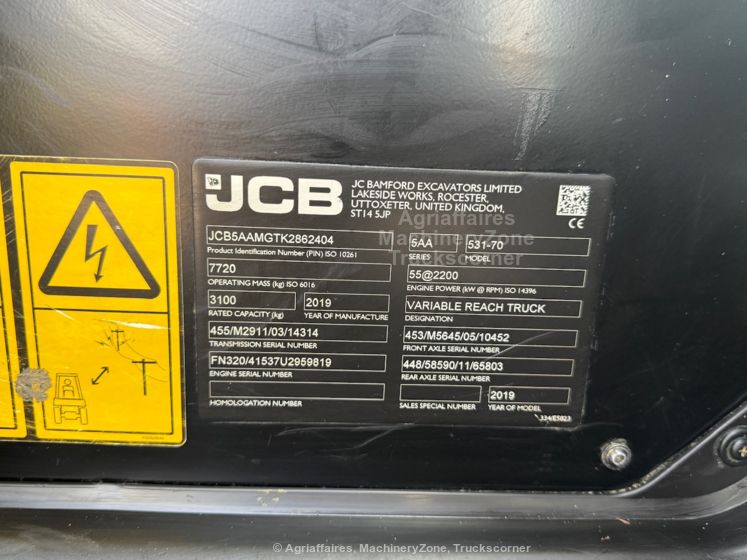 JCB
JC BAMFORD EXCAVATORS LIMITED
LAKESIDE WORKS, ROCESTER,
UTTOXETER, UNITED KINGDOM.
ST14 5JP
CE
JCB5AAMGTK2862404
Product Identification Number (PIN) ISO 10261
5AA
SERIES
531-70
MODEL
7720
OPERATING MASS (kg) ISO 6016
55@2200
ENGINE POWER (kW @ RPM) ISO 14396
3100
RATED CAPACITY (kg)
2019
YEAR OF MANUFACTURE
VARIABLE REACH TRUCK
DESIGNATION
455/M2911/03/14314
TRANSMISSION SERIAL NUMBER
453/M5645/05/10452
FRONT AXLE SERIAL NUMBER
FN320/41537U2959819
ENGINE SERIAL NUMBER
448/58590/11/65803
REAR AXLE SERIAL NUMBER
HOMOLOGATION NUMBER
SALES SPECIAL NUMBER
2019
YEAR OF MODEL
334/E5823
Agriaffaires
MachineryZone
Truckscorner
© Agriaffaires, MachineryZone, Truckscorner